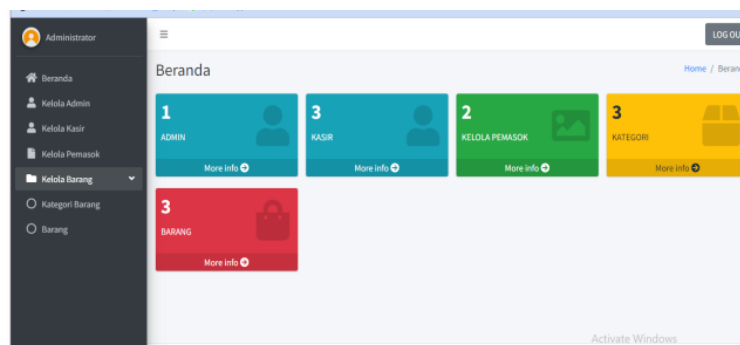 Administrator
LOG OU
Beranda
Home / Beran
Beranda
Kelola Admin
Kelola Kasir
Kelola Pemasok
Kelola Barang
Kategori Barang
Barang
1
ADMIN
More info
3
KASIR
More info
2
KELOLA PEMASOK
More info
3
KATEGORI
More info
3
BARANG
More info
Activate Windows